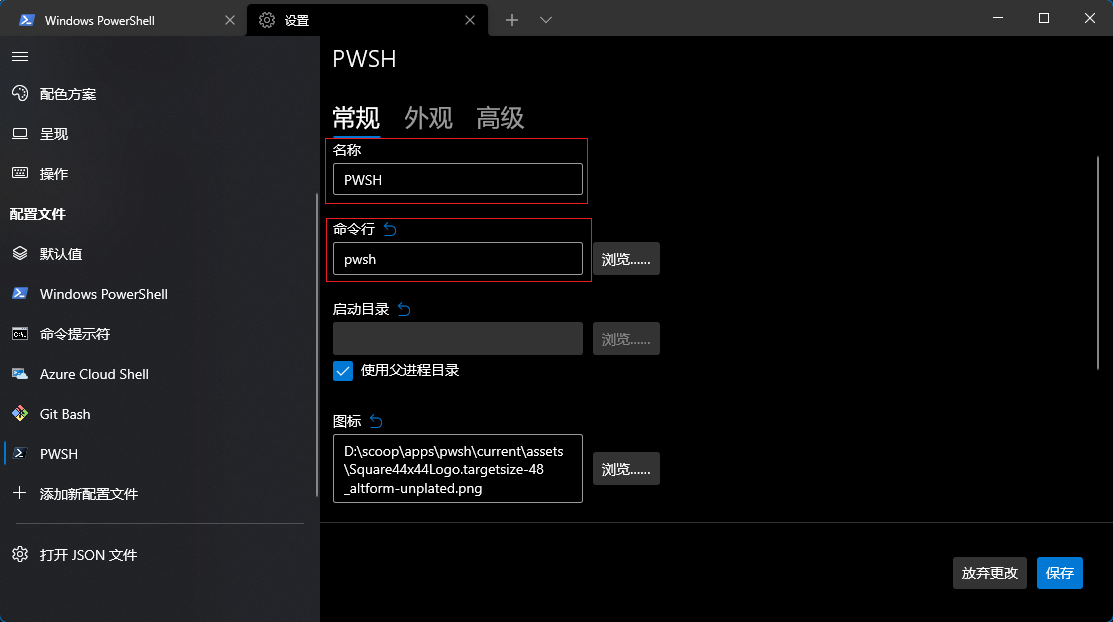 Windows PowerShell
设置
配色方案
呈现
操作
配置文件
默认值
Windows PowerShell
命令提示符
Azure Cloud Shell
Git Bash
PWSH
添加新配置文件
打开 JSON 文件
PWSH
常规 外观 高级
名称
PWSH
命令行
pwsh
浏览......
启动目录
浏览......
使用父进程目录
图标
D:\scoop\apps\pwsh\current\assets
\Square44x44Logo.targetsize-48
_altform-unplated.png
浏览......
放弃更改 保存